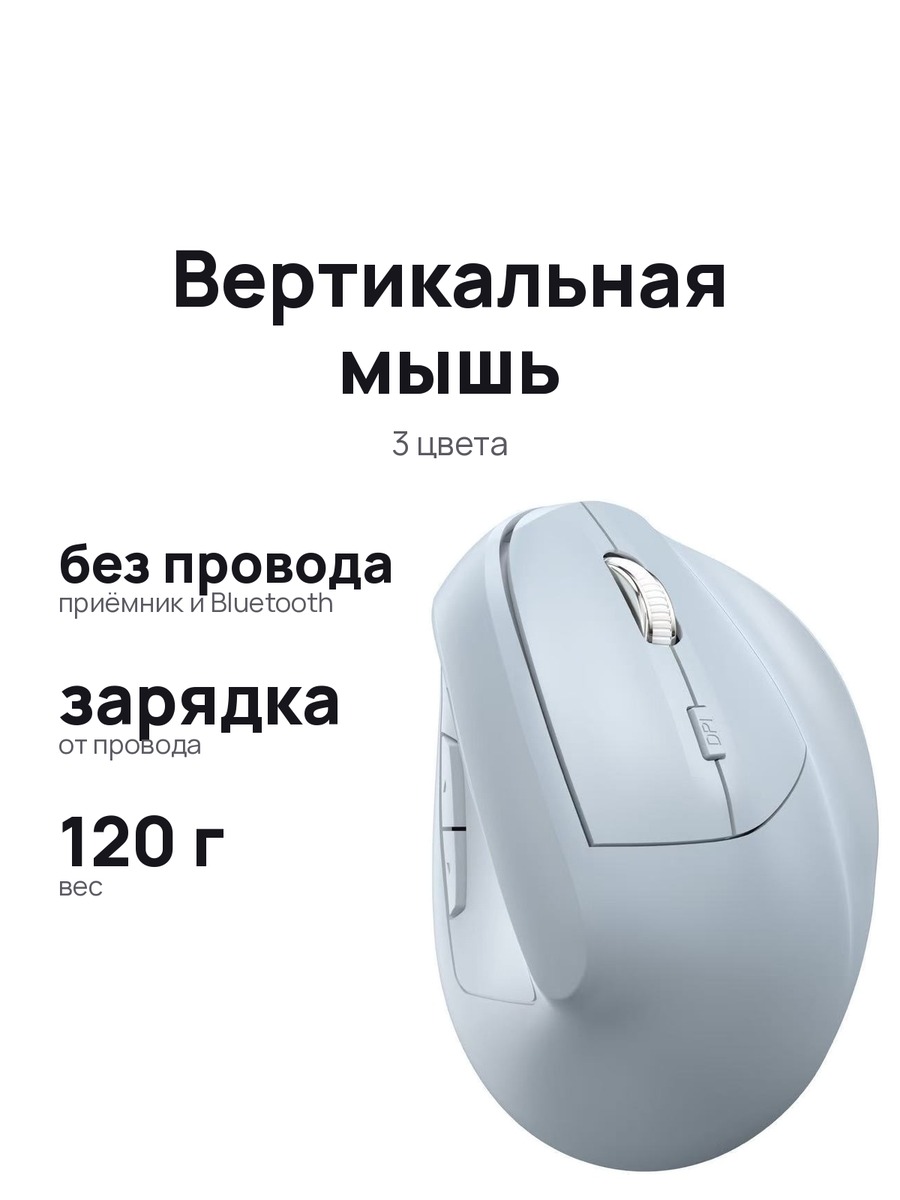 Вертикальная
мышь
3 цвета
без провода
приёмник и Bluetooth
зарядка
от провода
120 г
вес
DPI